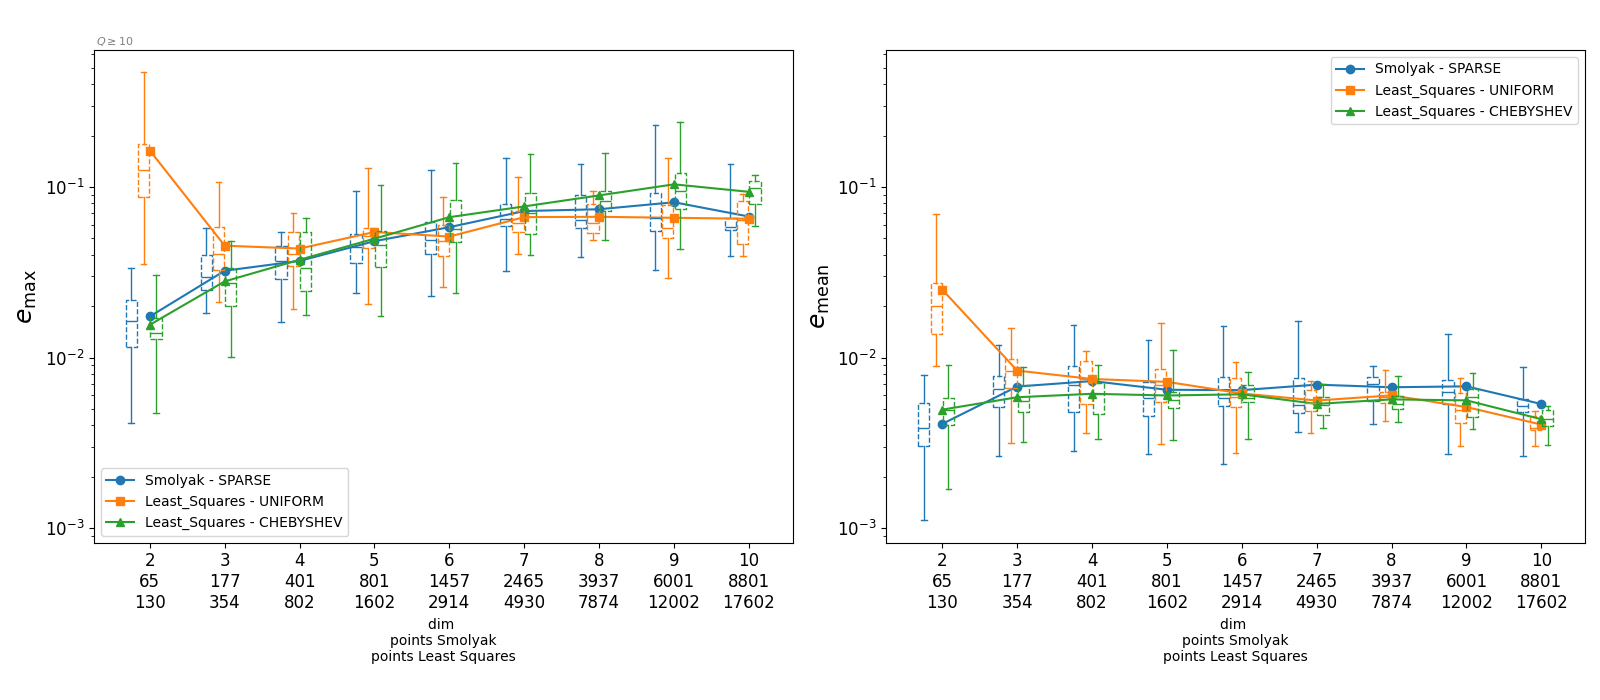 Q ≥ 10
e_max
10^-1
10^-2
10^-3
Smolyak - SPARSE
Least_Squares - UNIFORM
Least_Squares - CHEBYSHEV
2 3 4 5 6 7 8 9 10
65 177 401 801 1457 2465 3937 6001 8801
130 354 802 1602 2914 4930 7874 12002 17602
dim
points Smolyak
points Least Squares
e_mean
10^-1
10^-2
10^-3
Smolyak - SPARSE
Least_Squares - UNIFORM
Least_Squares - CHEBYSHEV
2 3 4 5 6 7 8 9 10
65 177 401 801 1457 2465 3937 6001 8801
130 354 802 1602 2914 4930 7874 12002 17602
dim
points Smolyak
points Least Squares